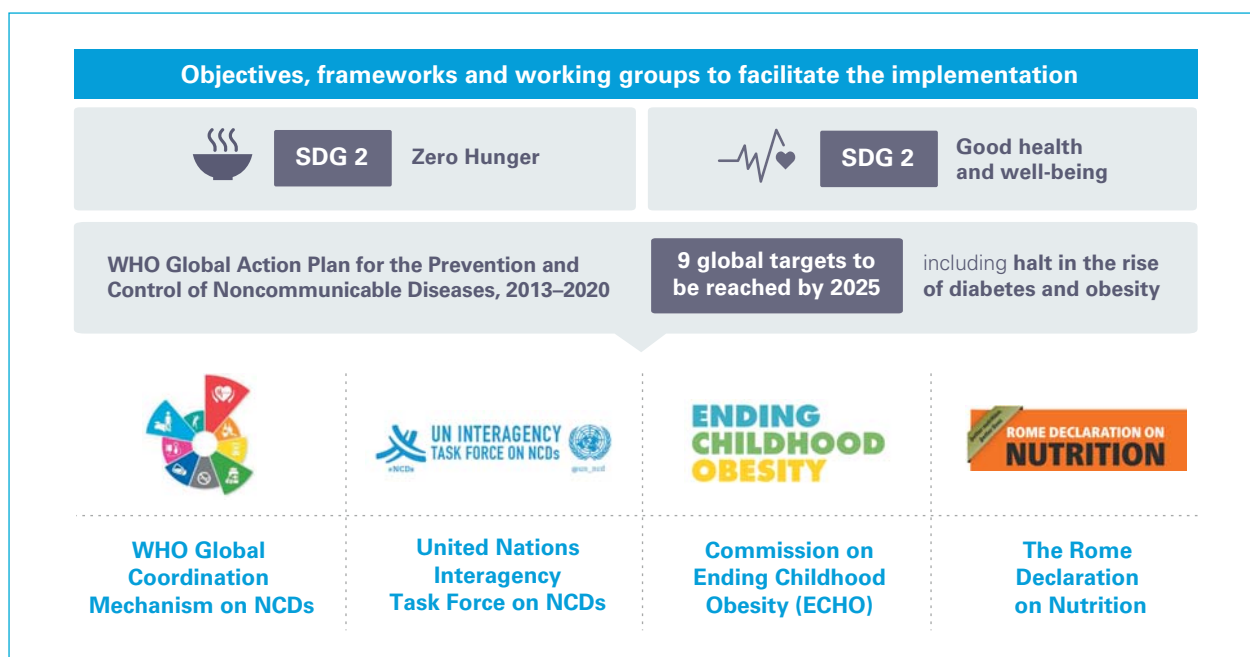 Objectives, frameworks and working groups to facilitate the implementation
SDG 2
Zero Hunger
SDG 2
Good health
and well-being
WHO Global Action Plan for the Prevention and
Control of Noncommunicable Diseases, 2013–2020
9 global targets to
be reached by 2025
including halt in the rise
of diabetes and obesity
UN INTERAGENCY
TASK FORCE ON NCDs
#NCDs
@un_ncd
ENDING
CHILDHOOD
OBESITY
ROME DECLARATION ON
NUTRITION
WHO Global
Coordination
Mechanism on NCDs
United Nations
Interagency
Task Force on NCDs
Commission on
Ending Childhood
Obesity (ECHO)
The Rome
Declaration
on Nutrition